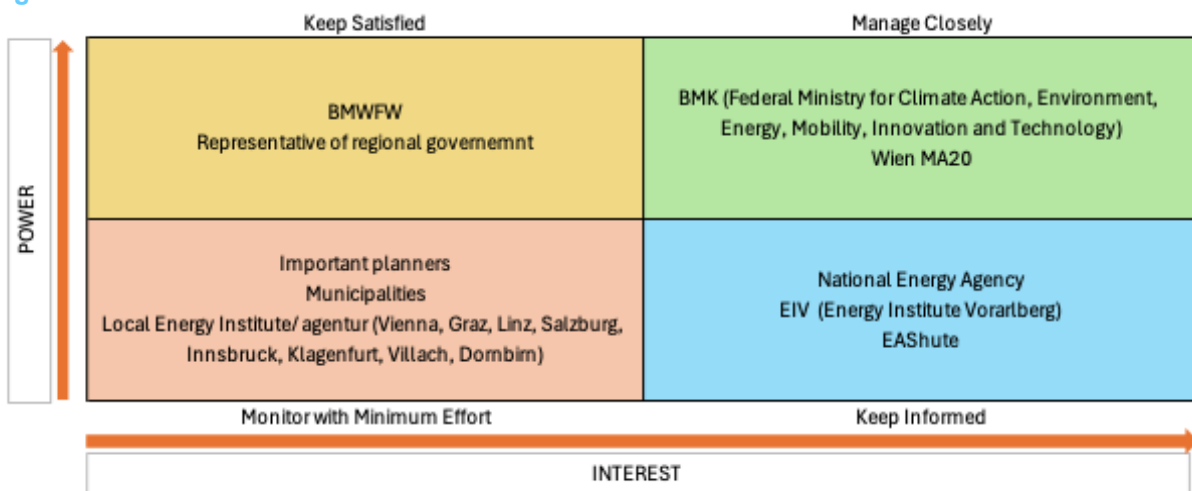 Keep Satisfied
Manage Closely
BMWFW
Representative of regional governemnt
BMK (Federal Ministry for Climate Action, Environment,
Energy, Mobility, Innovation and Technology)
Wien MA20
POWER
Important planners
Municipalities
Local Energy Institute/ agentur (Vienna, Graz, Linz, Salzburg,
Innsbruck, Klagenfurt, Villach, Dornbirn)
National Energy Agency
EIV (Energy Institute Vorarlberg)
EAShute
Monitor with Minimum Effort
Keep Informed
INTEREST